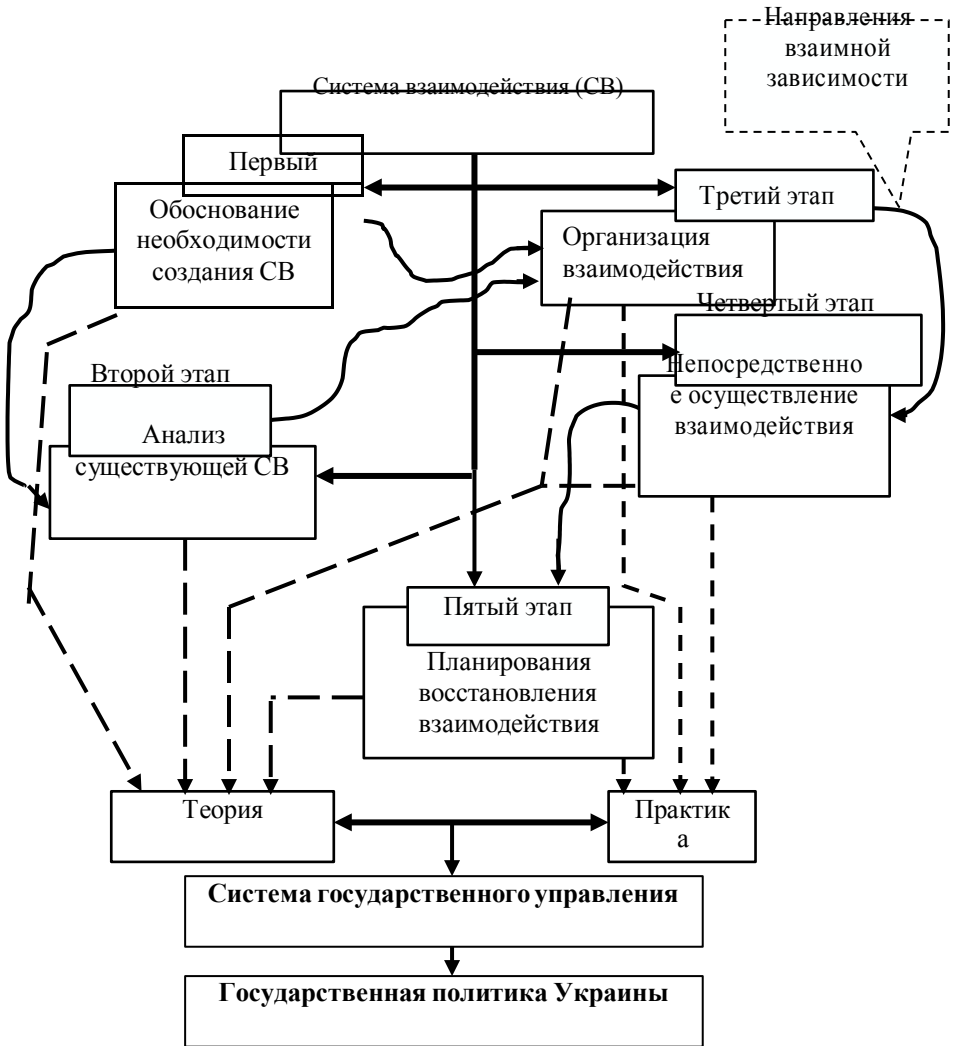 Направления
взаимной
зависимости
Система взаимодействия (СВ)
Первый
Обоснование
необходимости
создания СВ
Третий этап
Организация
взаимодействия
Четвертый этап
Непосредственно
е осуществление
взаимодействия
Второй этап
Анализ
существующей СВ
Пятый этап
Планирования
восстановления
взаимодействия
Теория
Практик
а
Система государственного управления
Государственная политика Украины